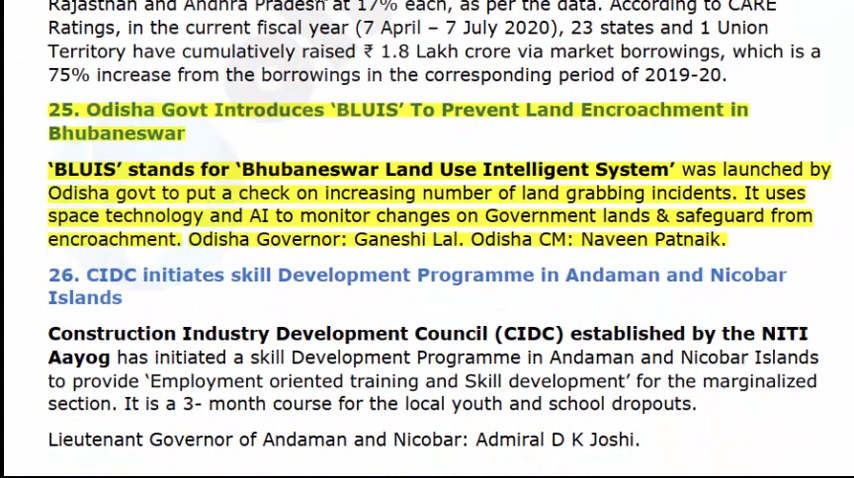 Rajasthan and Andhra Pradesh at 17% each, as per the data. According to CARE
Ratings, in the current fiscal year (7 April – 7 July 2020), 23 states and 1 Union
Territory have cumulatively raised ₹ 1.8 Lakh crore via market borrowings, which is a
75% increase from the borrowings in the corresponding period of 2019-20.
25. Odisha Govt Introduces ‘BLUIS’ To Prevent Land Encroachment in
Bhubaneswar
‘BLUIS’ stands for ‘Bhubaneswar Land Use Intelligent System’ was launched by
Odisha govt to put a check on increasing number of land grabbing incidents. It uses
space technology and AI to monitor changes on Government lands & safeguard from
encroachment. Odisha Governor: Ganeshi Lal. Odisha CM: Naveen Patnaik.
26. CIDC initiates skill Development Programme in Andaman and Nicobar
Islands
Construction Industry Development Council (CIDC) established by the NITI
Aayog has initiated a skill Development Programme in Andaman and Nicobar Islands
to provide ‘Employment oriented training and Skill development’ for the marginalized
section. It is a 3- month course for the local youth and school dropouts.
Lieutenant Governor of Andaman and Nicobar: Admiral D K Joshi.